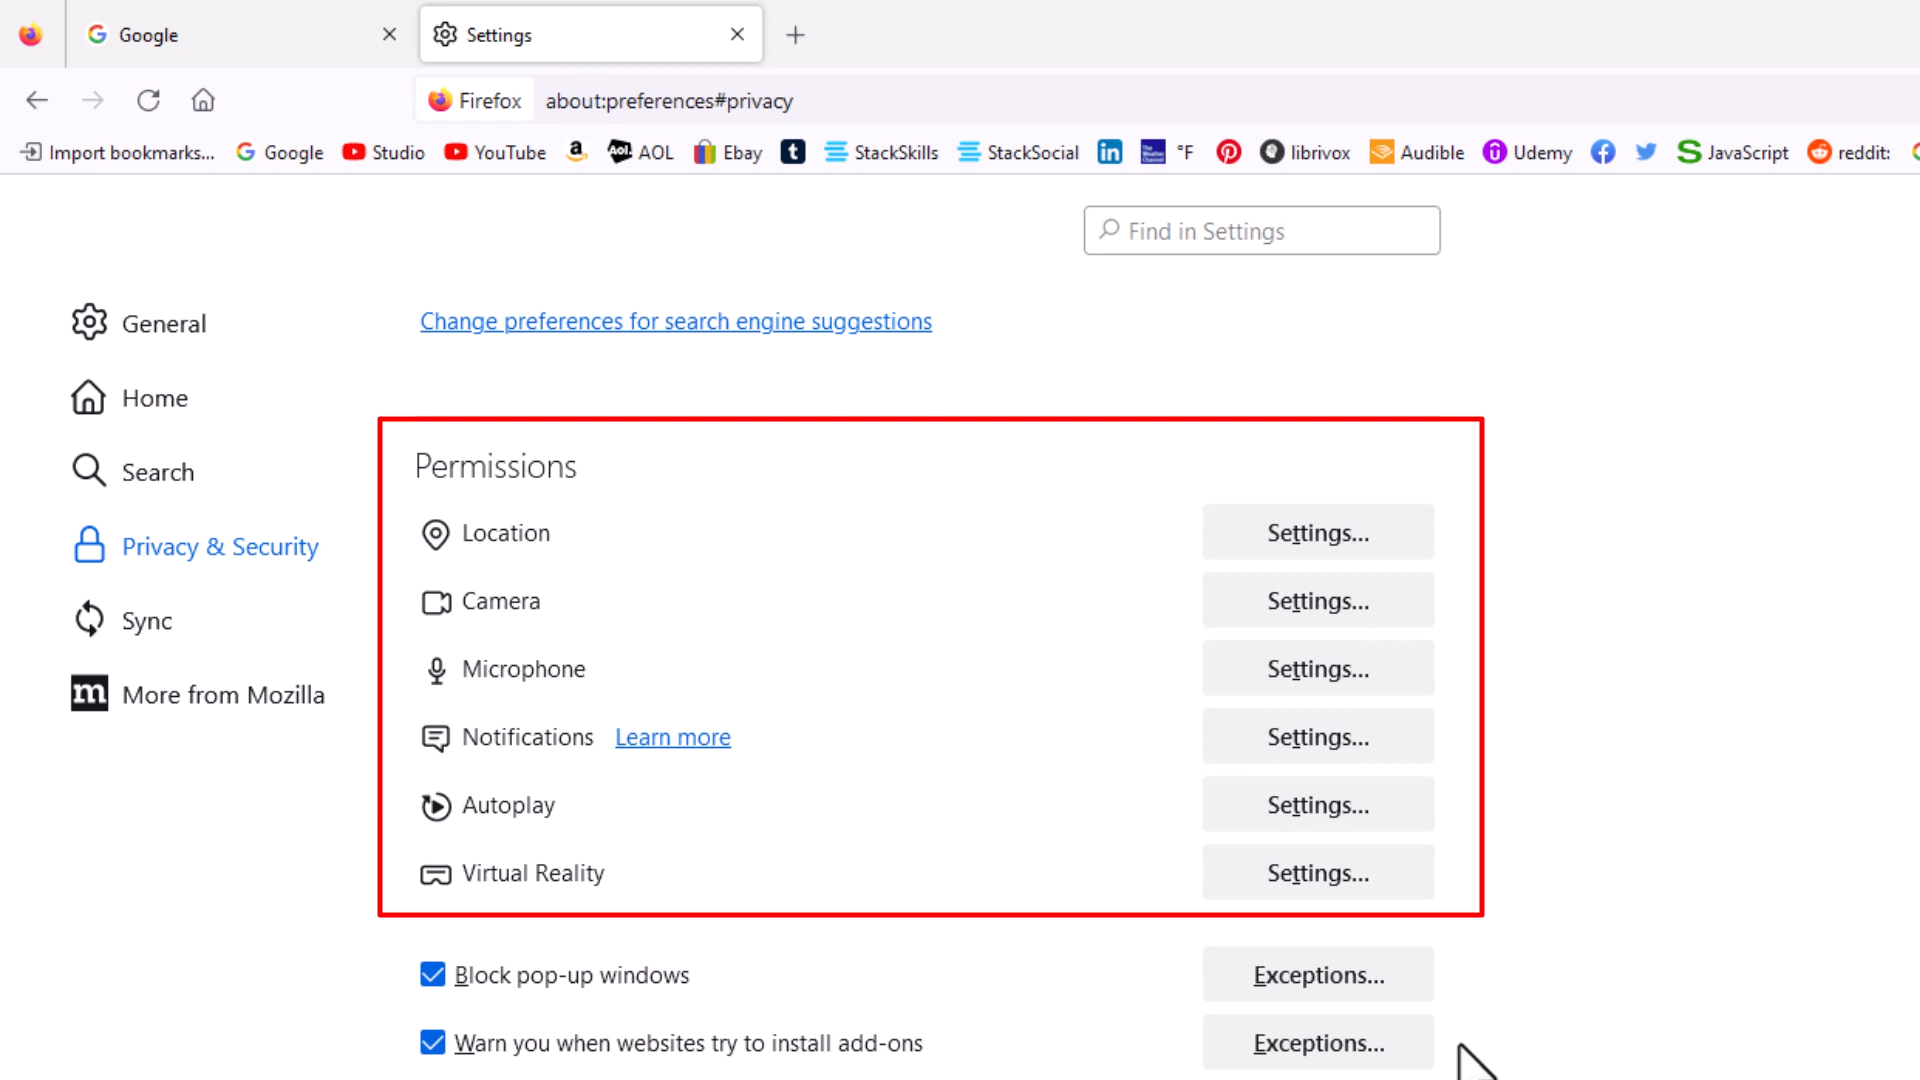 Google
Settings
Firefox about:preferences#privacy
Import bookmarks... Google Studio YouTube AOL Ebay StackSkills StackSocial °F librivox Audible Udemy JavaScript reddit:
Find in Settings
General
Home
Search
Privacy & Security
Sync
More from Mozilla
Change preferences for search engine suggestions
Permissions
Location Settings...
Camera Settings...
Microphone Settings...
Notifications Learn more Settings...
Autoplay Settings...
Virtual Reality Settings...
Block pop-up windows Exceptions...
Warn you when websites try to install add-ons Exceptions...